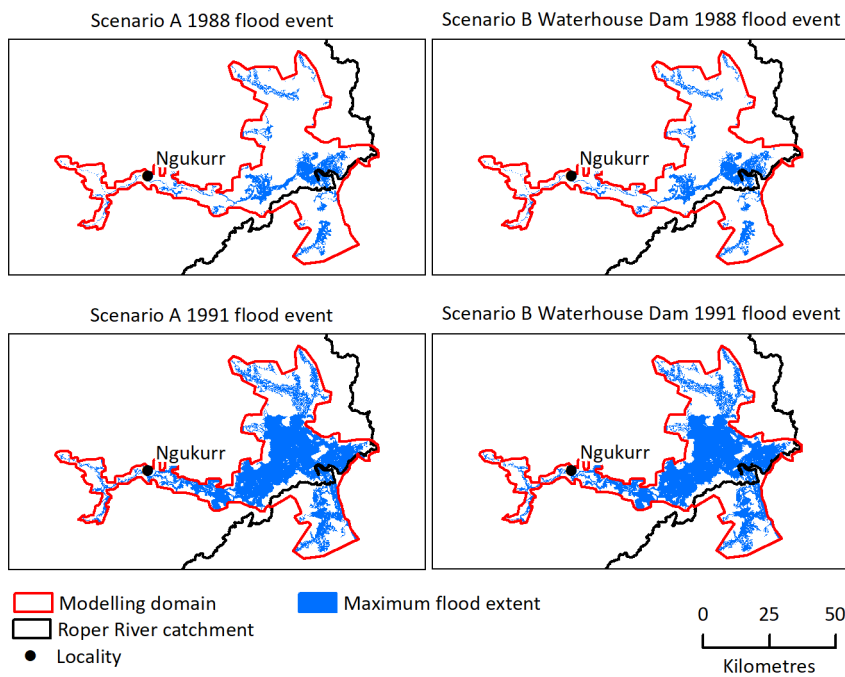 Scenario A 1988 flood event
Scenario B Waterhouse Dam 1988 flood event
Ngukurr
Ngukurr
Scenario A 1991 flood event
Scenario B Waterhouse Dam 1991 flood event
Ngukurr
Ngukurr
Modelling domain
Maximum flood extent
Roper River catchment
Locality
0 25 50
Kilometres